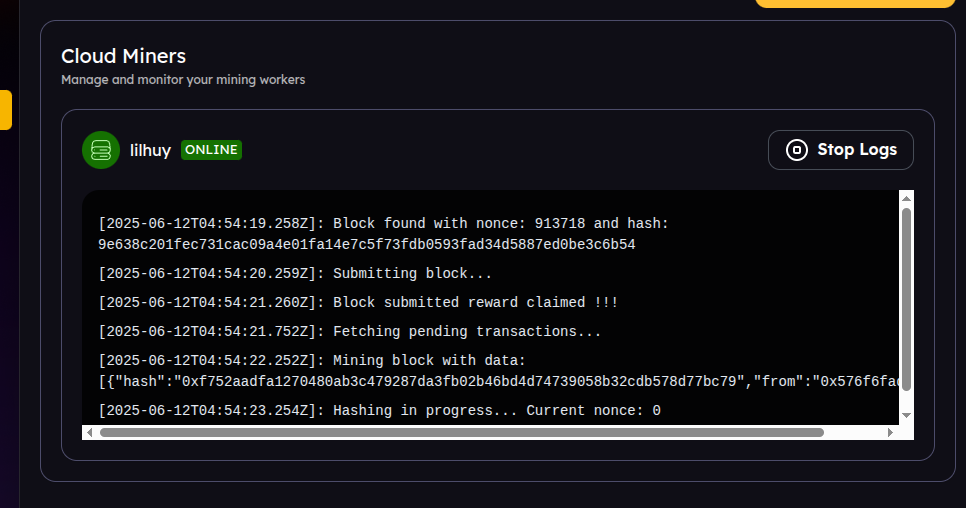 Cloud Miners
Manage and monitor your mining workers
lilhuy ONLINE
Stop Logs
[2025-06-12T04:54:19.258Z]: Block found with nonce: 913718 and hash:
9e638c201fec731cac09a4e01fa14e7c5f73fdb0593fad34d5887ed0be3c6b54
[2025-06-12T04:54:20.259Z]: Submitting block...
[2025-06-12T04:54:21.260Z]: Block submitted reward claimed !!!
[2025-06-12T04:54:21.752Z]: Fetching pending transactions...
[2025-06-12T04:54:22.252Z]: Mining block with data:
[{"hash":"0xf752aadfa1270480ab3c479287da3fb02b46bd4d74739058b32cdb578d77bc79","from":"0x576f6fa
[2025-06-12T04:54:23.254Z]: Hashing in progress... Current nonce: 0